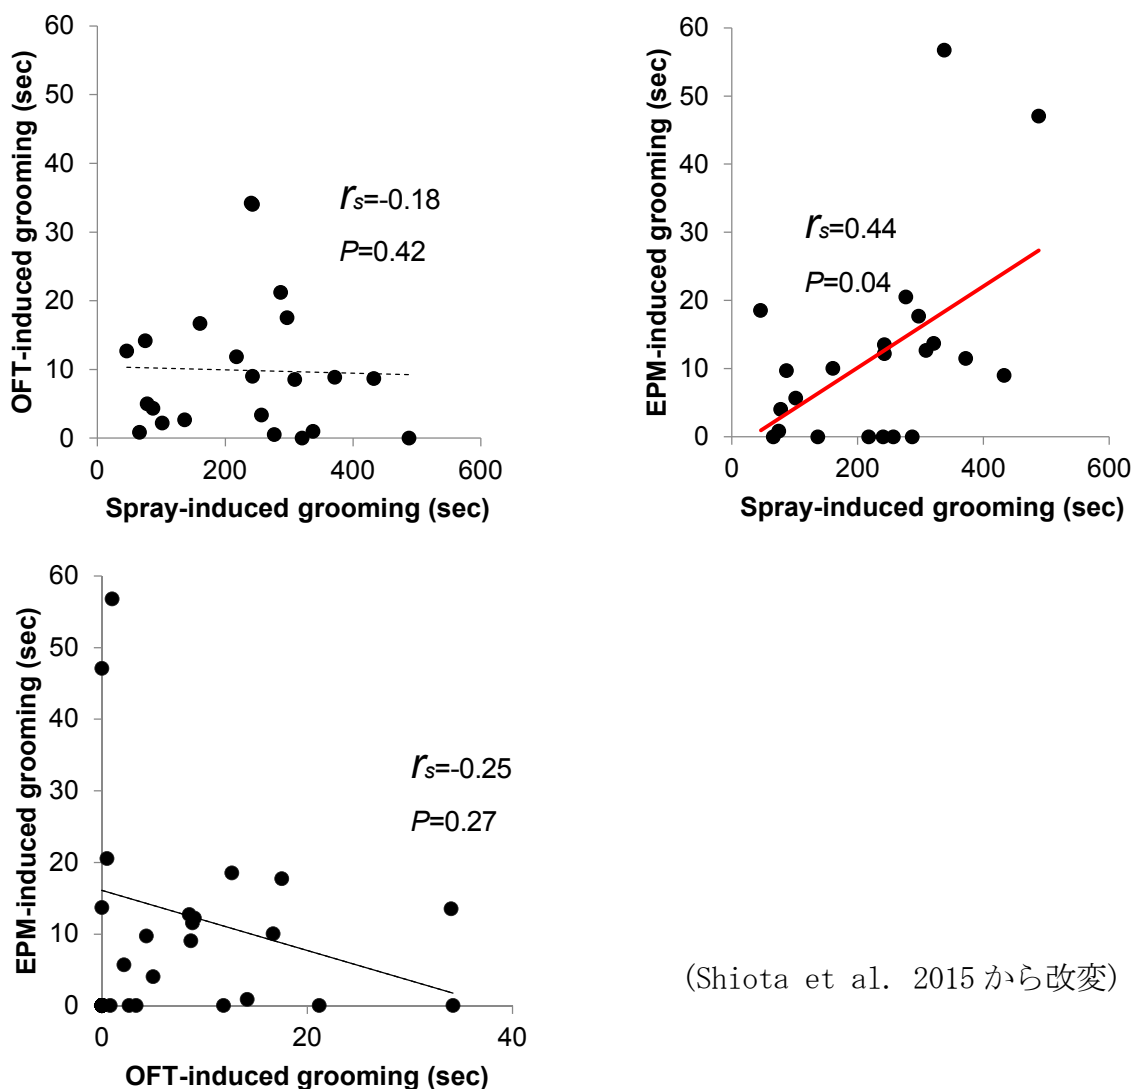 60
50
40
30
20
10
0
OFT-induced grooming (sec)
rs=-0.18
P=0.42
0 200 400 600
Spray-induced grooming (sec)
60
50
40
30
20
10
0
EPM-induced grooming (sec)
rs=0.44
P=0.04
0 200 400 600
Spray-induced grooming (sec)
60
50
40
30
20
10
0
EPM-induced grooming (sec)
rs=-0.25
P=0.27
0 20 40
OFT-induced grooming (sec)
(Shiota et al. 2015から改変)